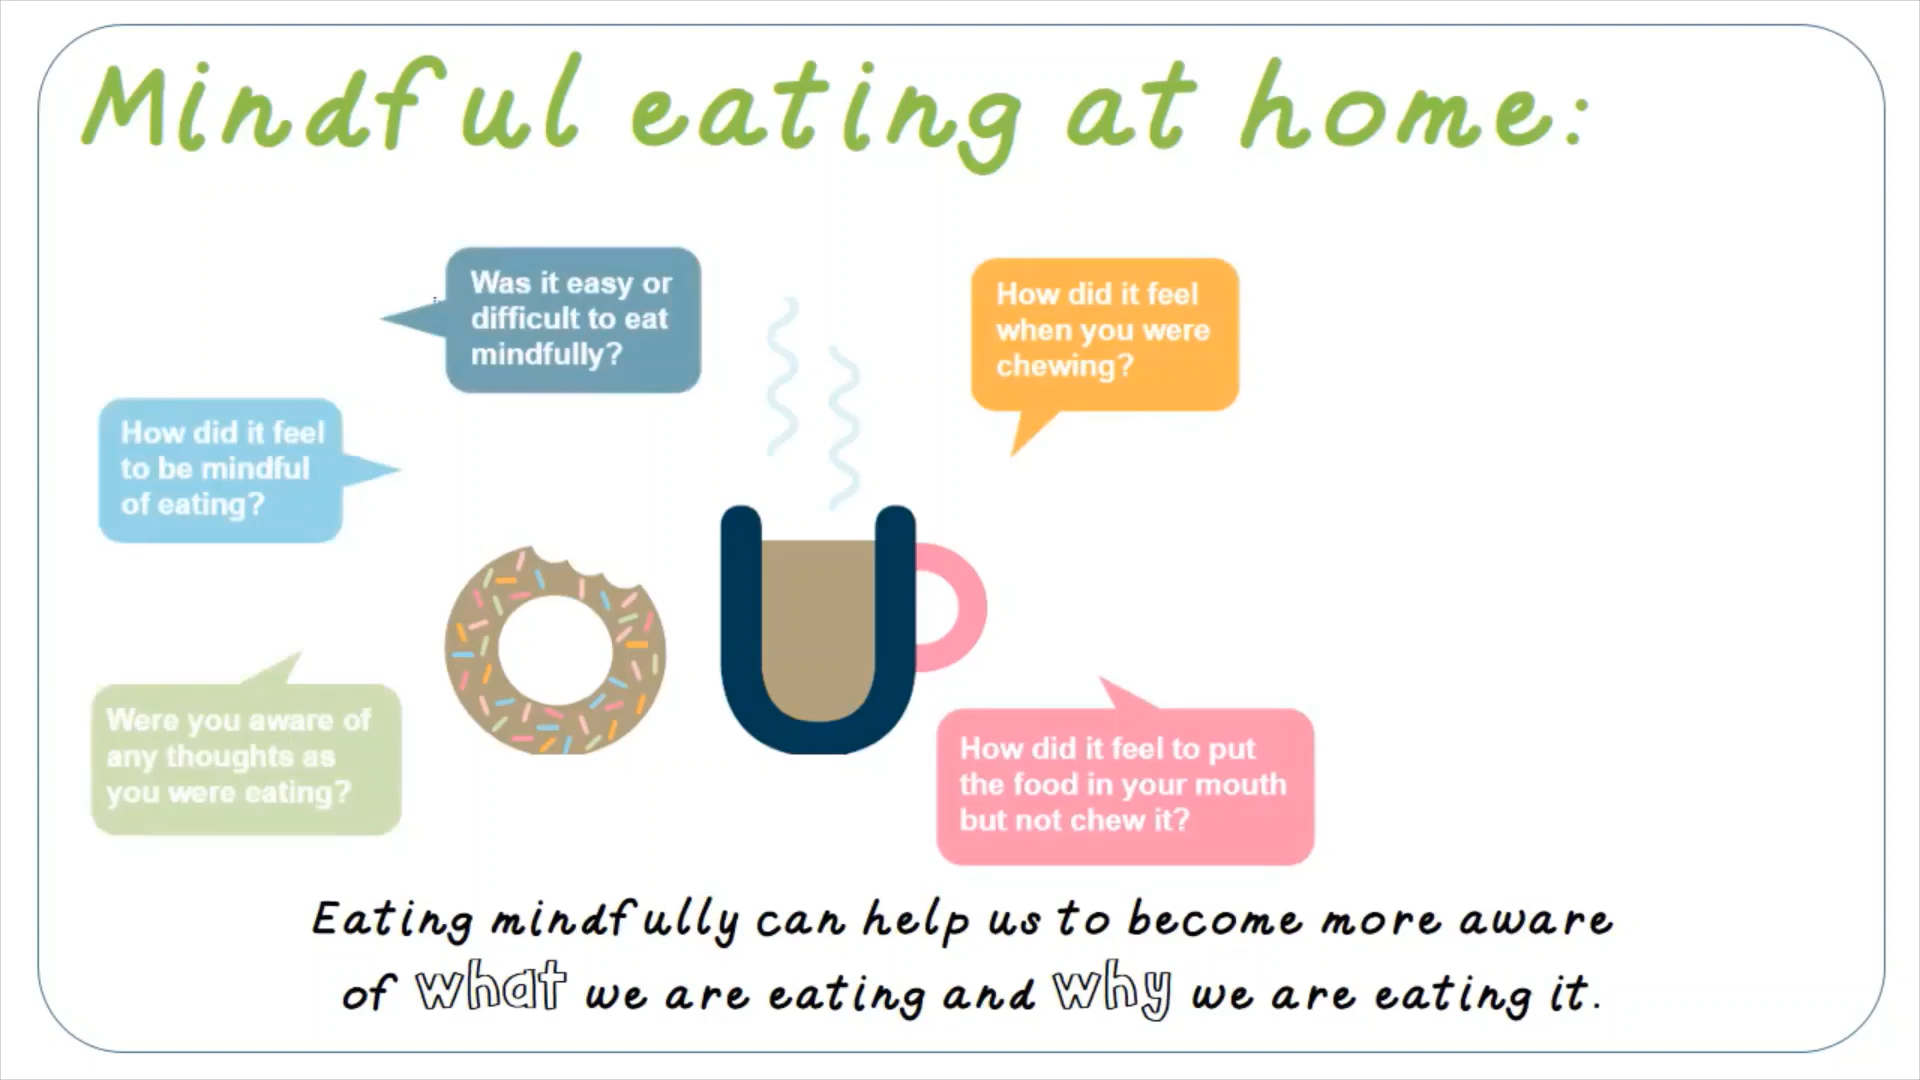 Mindful eating at home:
Was it easy or
difficult to eat
mindfully?
How did it feel
when you were
chewing?
How did it feel
to be mindful
of eating?
Were you aware of
any thoughts as
you were eating?
How did it feel to put
the food in your mouth
but not chew it?
Eating mindfully can help us to become more aware
of what we are eating and why we are eating it.